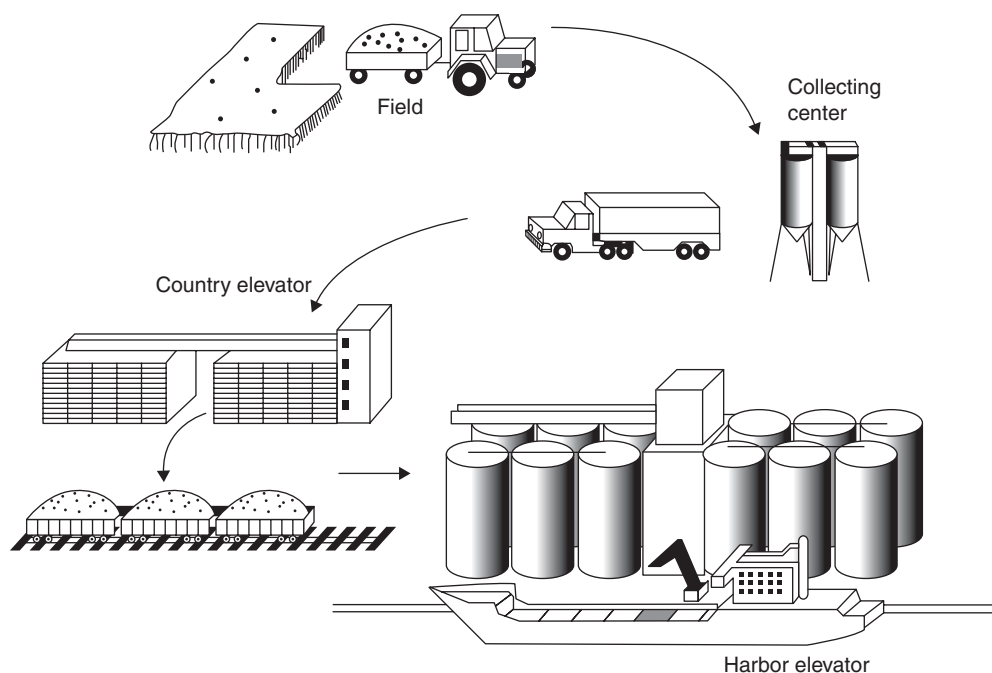 Field
Collecting
center
Country elevator
Harbor elevator